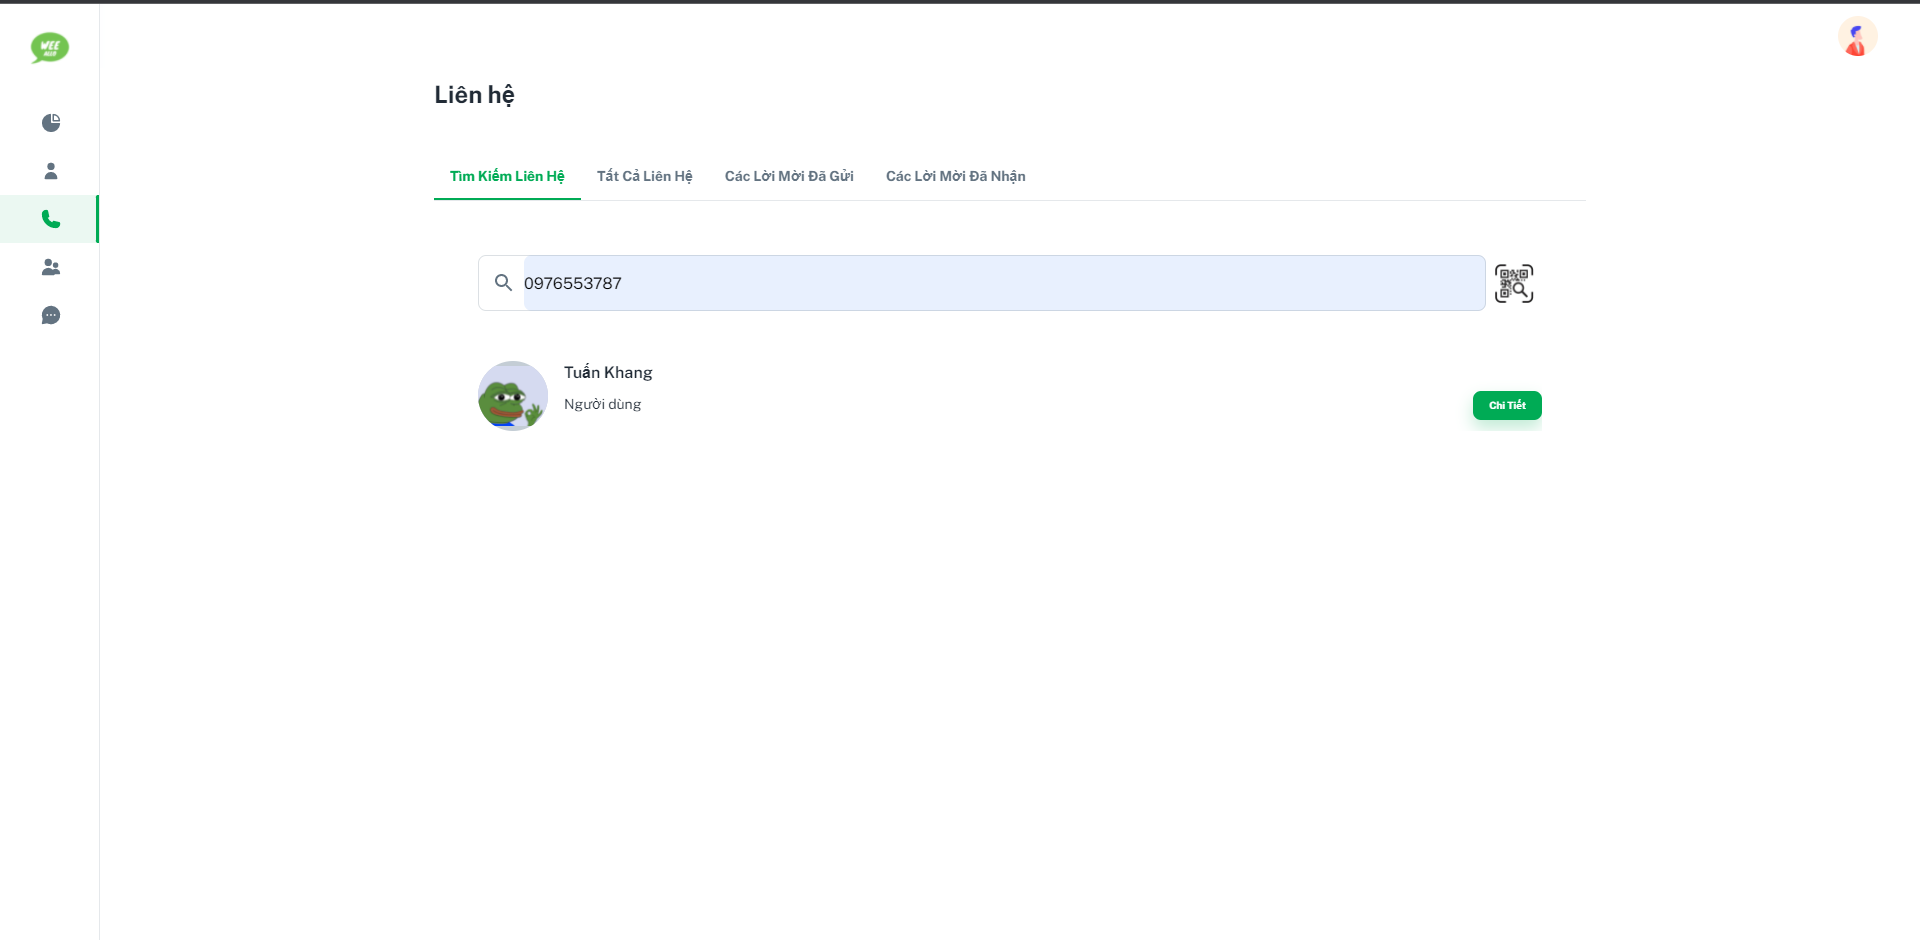 WEE
Liên hệ
Tìm Kiếm Liên Hệ
Tất Cả Liên Hệ
Các Lời Mời Đã Gửi
Các Lời Mời Đã Nhận
0976553787
Tuấn Khang
Người dùng
Chi Tiết